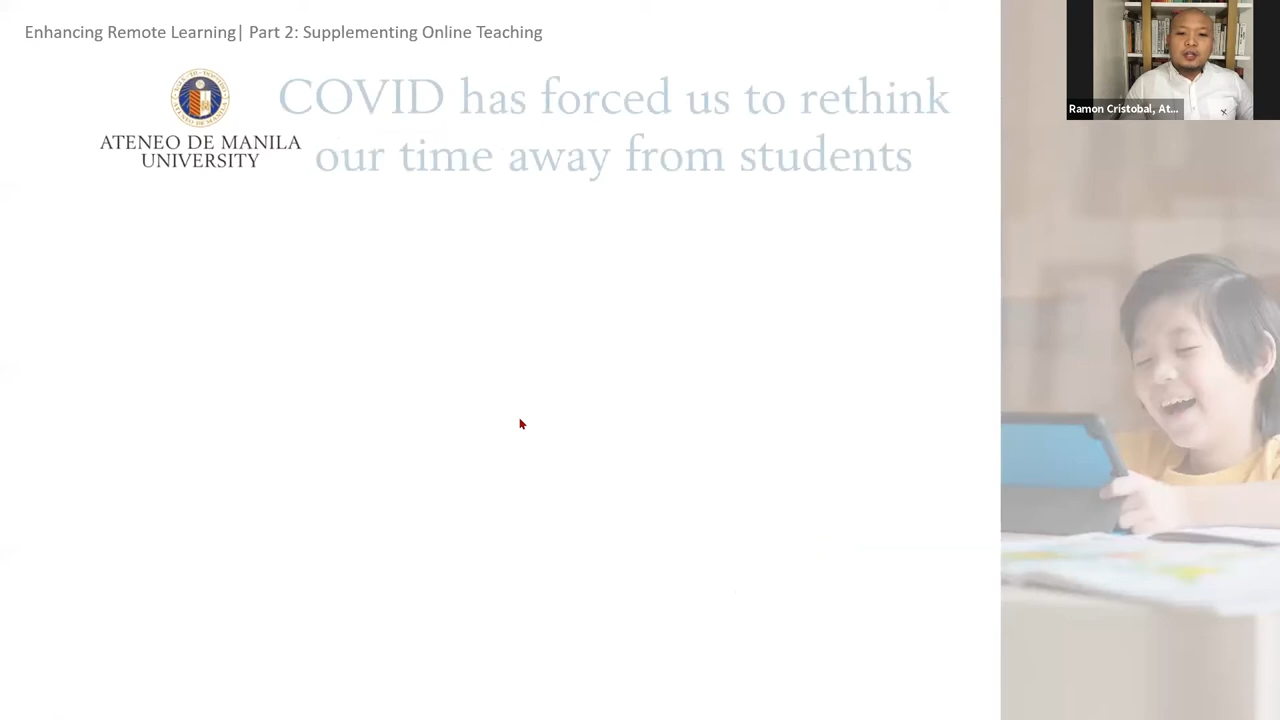 Enhancing Remote Learning| Part 2: Supplementing Online Teaching
ATENEO DE MANILA
UNIVERSITY
COVID has forced us to rethink
our time away from students
Ramon Cristobal, At...